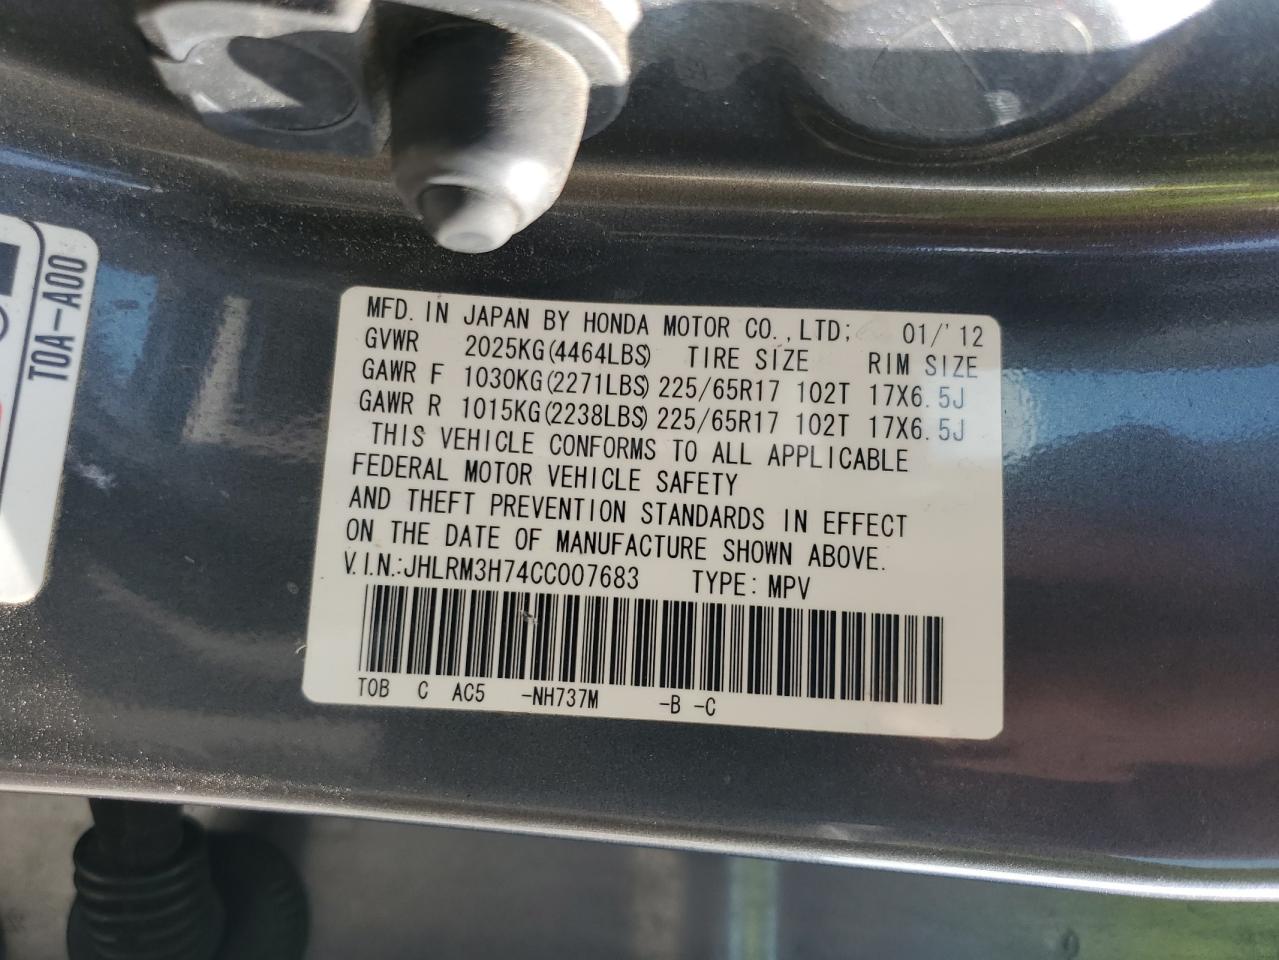 MFD. IN JAPAN BY HONDA MOTOR CO., LTD; 01/'12
GVWR 2025KG(4464LBS) TIRE SIZE RIM SIZE
GAWR F 1030KG(2271LBS) 225/65R17 102T 17X6.5J
GAWR R 1015KG(2238LBS) 225/65R17 102T 17X6.5J
THIS VEHICLE CONFORMS TO ALL APPLICABLE
FEDERAL MOTOR VEHICLE SAFETY
AND THEFT PREVENTION STANDARDS IN EFFECT
ON THE DATE OF MANUFACTURE SHOWN ABOVE.
V.I.N.:JHLRM3H74CC007683 TYPE: MPV
T0B C AC5 -NH737M -B -C
T0A-A00